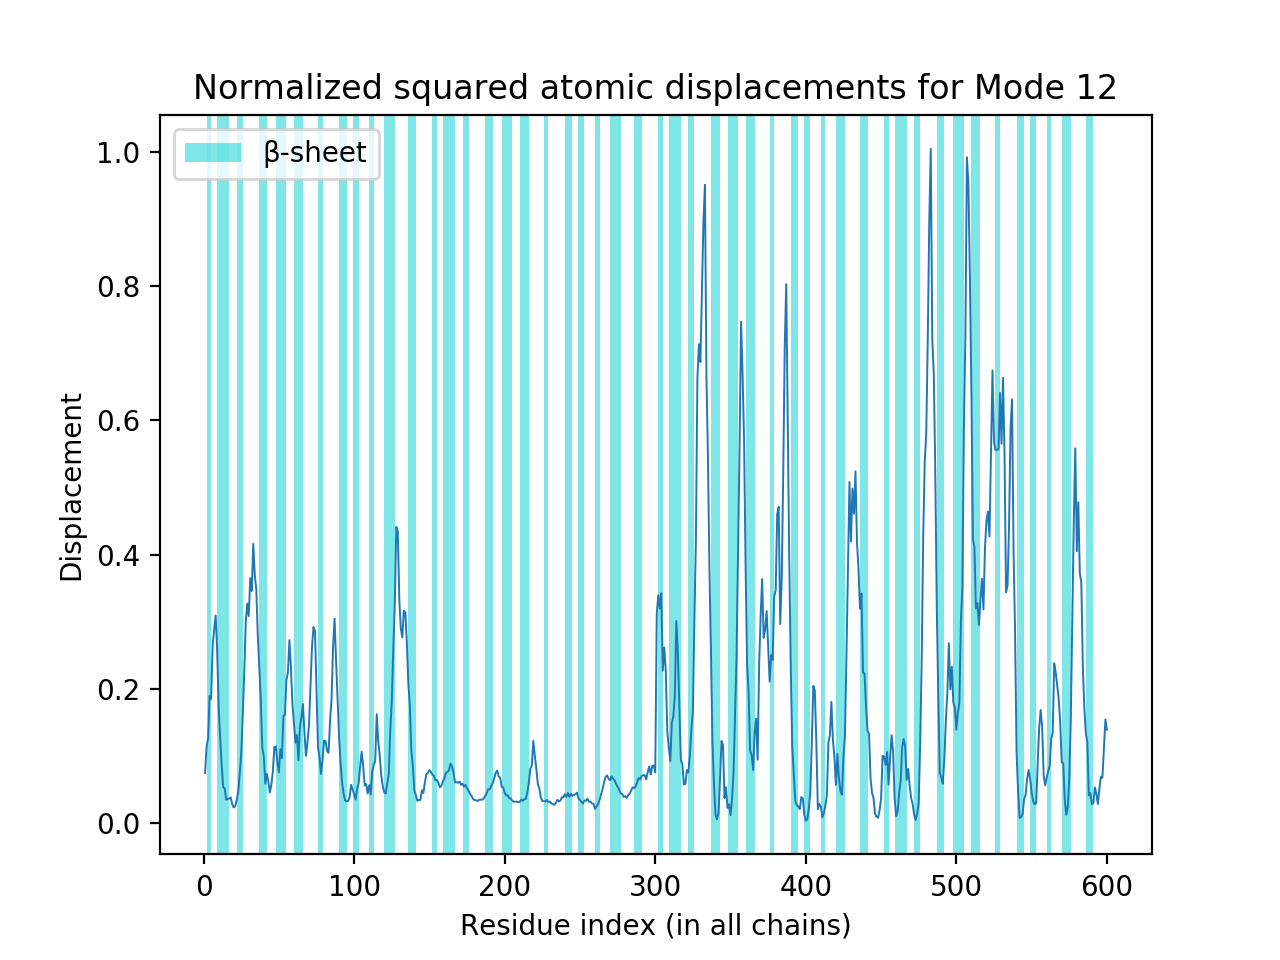 Normalized squared atomic displacements for Mode 12
β-sheet
1.0
0.8
0.6
0.4
0.2
0.0
Displacement
0 100 200 300 400 500 600
Residue index (in all chains)